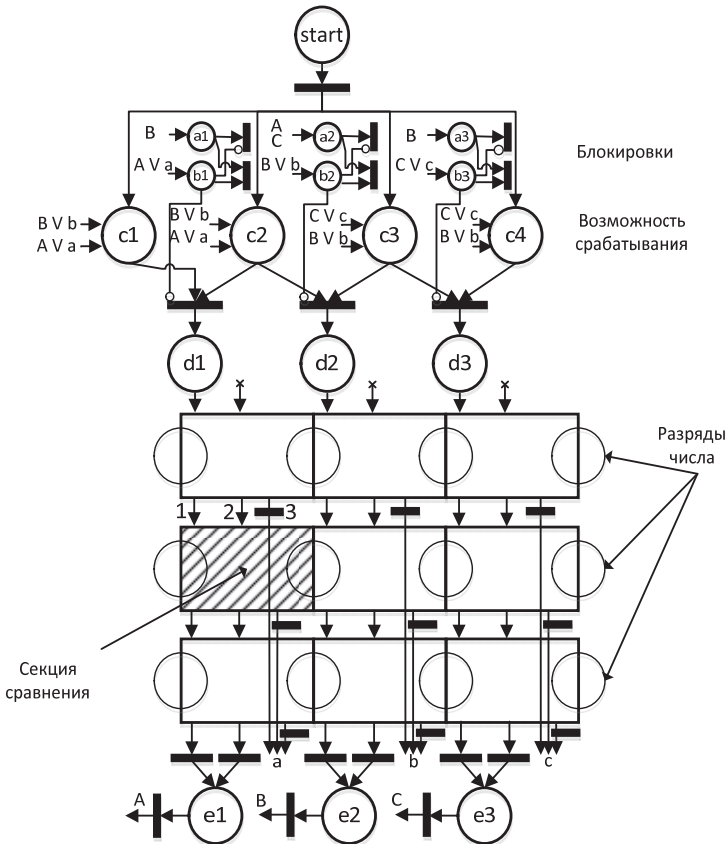 start
B
a1
A
C
a2
B
a3
Блокировки
A V a
b1
B V b
b2
C V c
b3
B V b
A V a
c1
B V b
A V a
c2
C V c
B V b
c3
C V c
B V b
c4
Возможность
срабатывания
d1
d2
d3
Разряды
числа
1
2
3
Секция
сравнения
a
b
c
A
e1
B
e2
C
e3